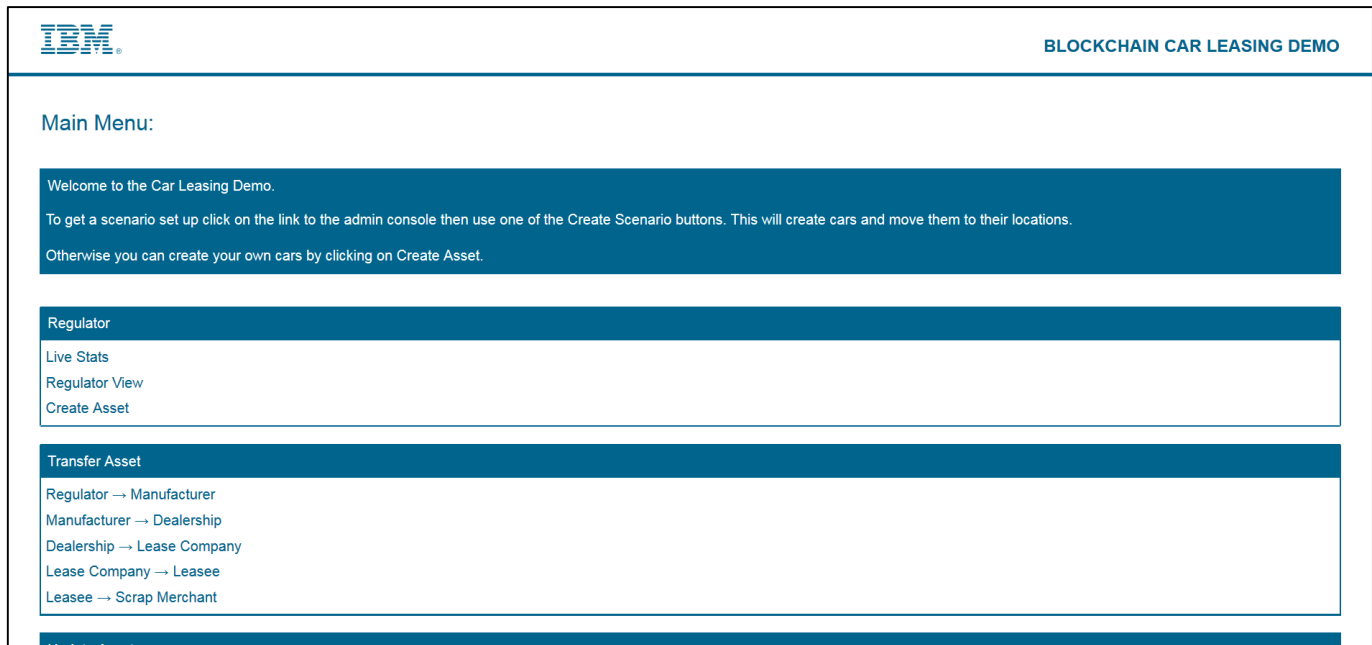 IBM®
BLOCKCHAIN CAR LEASING DEMO
Main Menu:
Welcome to the Car Leasing Demo.
To get a scenario set up click on the link to the admin console then use one of the Create Scenario buttons. This will create cars and move them to their locations.
Otherwise you can create your own cars by clicking on Create Asset.
Regulator
Live Stats
Regulator View
Create Asset
Transfer Asset
Regulator → Manufacturer
Manufacturer → Dealership
Dealership → Lease Company
Lease Company → Leasee
Leasee → Scrap Merchant